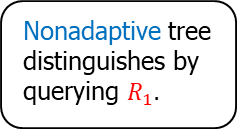 Nonadaptive tree
distinguishes by
querying R₁.